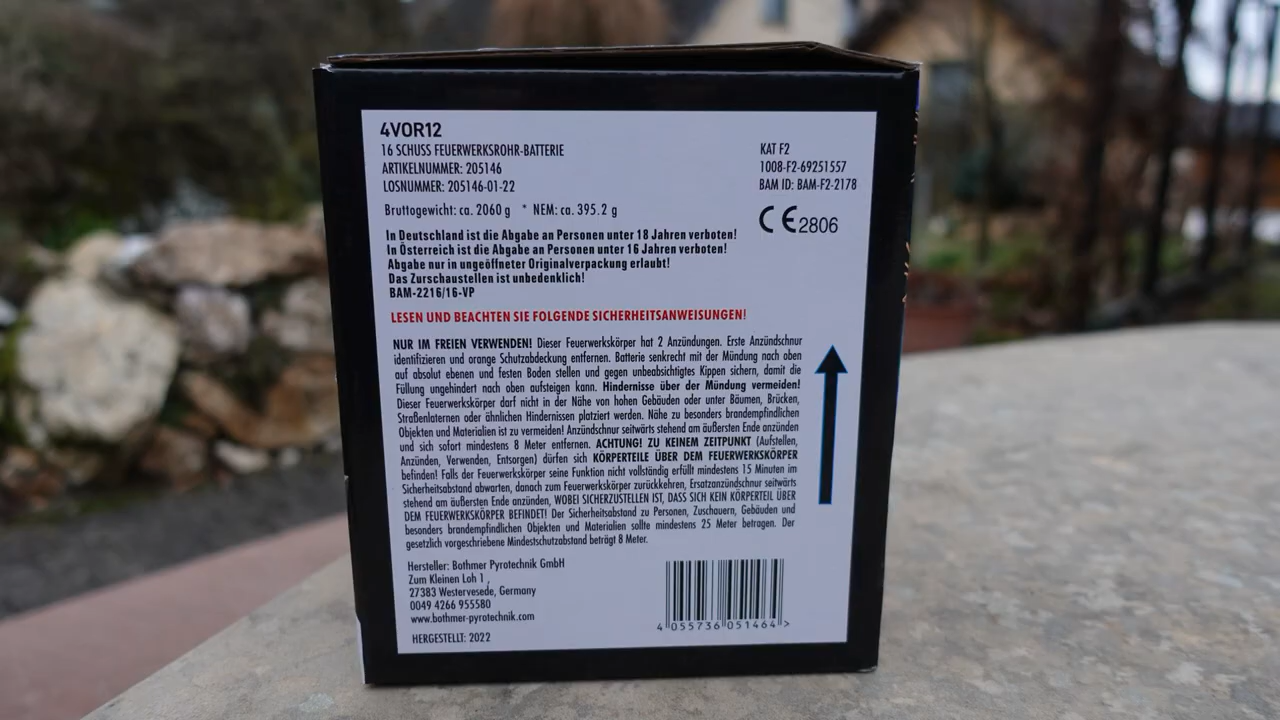 4VOR12
16 SCHUSS FEUERWERKSROHR-BATTERIE
ARTIKELNUMMER: 205146
LOSNUMMER: 205146-01-22
KAT F2
1008-F2-69251557
BAM ID: BAM-F2-2178
Bruttogewicht: ca. 2060 g * NEM: ca. 395.2 g
CE 2806
In Deutschland ist die Abgabe an Personen unter 18 Jahren verboten!
In Österreich ist die Abgabe an Personen unter 16 Jahren verboten!
Abgabe nur in ungeöffneter Originalverpackung erlaubt!
Das Zurschaustellen ist unbedenklich!
BAM-2216/16-VP
LESEN UND BEACHTEN SIE FOLGENDE SICHERHEITSANWEISUNGEN!
NUR IM FREIEN VERWENDEN! Dieser Feuerwerkskörper hat 2 Anzündungen. Erste Anzündschnur
identifizieren und orange Schutzabdeckung entfernen. Batterie senkrecht mit der Mündung nach oben
auf absolut ebenen und festen Boden stellen und gegen unbeabsichtigtes Kippen sichern, damit die
Füllung ungehindert nach oben aufsteigen kann. Hindernisse über der Mündung vermeiden!
Dieser Feuerwerkskörper darf nicht in der Nähe von hohen Gebäuden oder unter Bäumen, Brücken,
Straßenlaternen oder ähnlichen Hindernissen platziert werden. Nähe zu besonders brandempfindlichen
Objekten und Materialien ist zu vermeiden! Anzündschnur seitwärts stehend am äußersten Ende anzünden
und sich sofort mindestens 8 Meter entfernen. ACHTUNG! ZU KEINEM ZEITPUNKT (Aufstellen,
Anzünden, Verwenden, Entsorgen) dürfen sich KÖRPERTEILE ÜBER DEM FEUERWERKSKÖRPER
befinden! Falls der Feuerwerkskörper seine Funktion nicht vollständig erfüllt mindestens 15 Minuten im
Sicherheitsabstand abwarten, danach zum Feuerwerkskörper zurückkehren, Ersatzanzündschnur seitwärts
stehend am äußersten Ende anzünden, WOBEI SICHERZUSTELLEN IST, DASS SICH KEIN KÖRPERTEIL ÜBER
DEM FEUERWERKSKÖRPER BEFINDET! Der Sicherheitsabstand zu Personen, Zuschauern, Gebäuden und
besonders brandempfindlichen Objekten und Materialien sollte mindestens 25 Meter betragen. Der
gesetzlich vorgeschriebene Mindestschutzabstand beträgt 8 Meter.
Hersteller: Bothmer Pyrotechnik GmbH
Zum Kleinen Loh 1
27383 Westervesede, Germany
0049 4266 955580
www.bothmer-pyrotechnik.com
HERGESTELLT: 2022
4 055736 051464 >